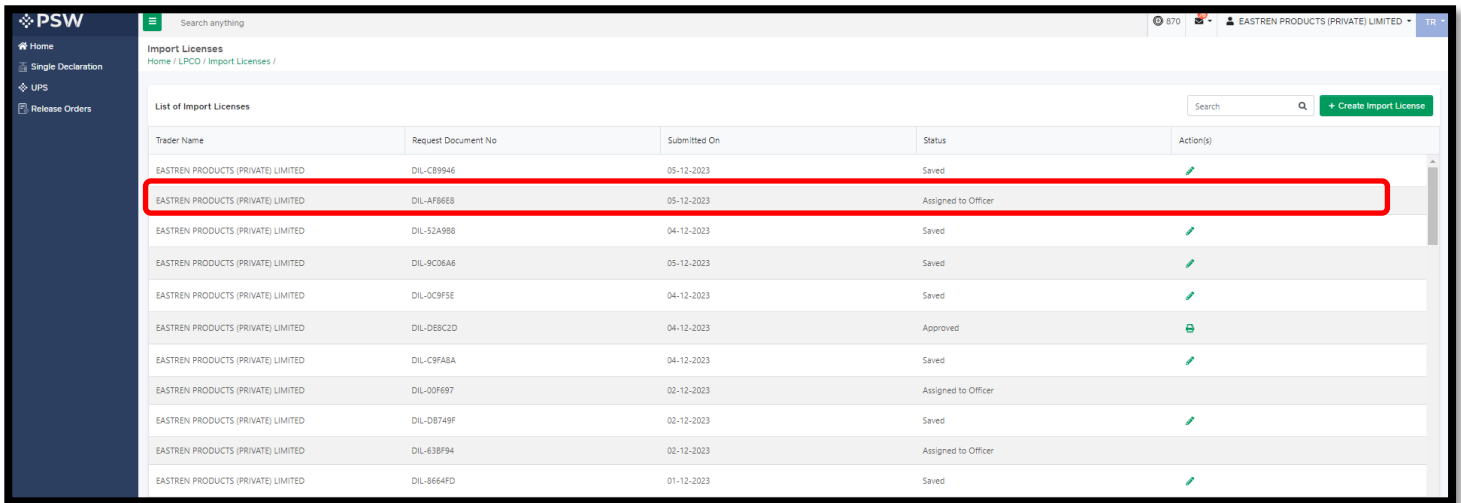 PSW
Search anything
870
EASTREN PRODUCTS (PRIVATE) LIMITED
TR
Home
Single Declaration
UPS
Release Orders
Import Licenses
Home / LPCO / Import Licenses /
List of Import Licenses
Search
+ Create Import License
Trader Name Request Document No Submitted On Status Action(s)
EASTREN PRODUCTS (PRIVATE) LIMITED DIL-CB9946 05-12-2023 Saved
EASTREN PRODUCTS (PRIVATE) LIMITED DIL-AF86E8 05-12-2023 Assigned to Officer
EASTREN PRODUCTS (PRIVATE) LIMITED DIL-52A9B8 04-12-2023 Saved
EASTREN PRODUCTS (PRIVATE) LIMITED DIL-9C06A6 05-12-2023 Saved
EASTREN PRODUCTS (PRIVATE) LIMITED DIL-0C9F5E 04-12-2023 Saved
EASTREN PRODUCTS (PRIVATE) LIMITED DIL-DE8C2D 04-12-2023 Approved
EASTREN PRODUCTS (PRIVATE) LIMITED DIL-C9FA8A 04-12-2023 Saved
EASTREN PRODUCTS (PRIVATE) LIMITED DIL-00F697 02-12-2023 Assigned to Officer
EASTREN PRODUCTS (PRIVATE) LIMITED DIL-DB749F 02-12-2023 Saved
EASTREN PRODUCTS (PRIVATE) LIMITED DIL-63BF94 02-12-2023 Assigned to Officer
EASTREN PRODUCTS (PRIVATE) LIMITED DIL-8664FD 01-12-2023 Saved